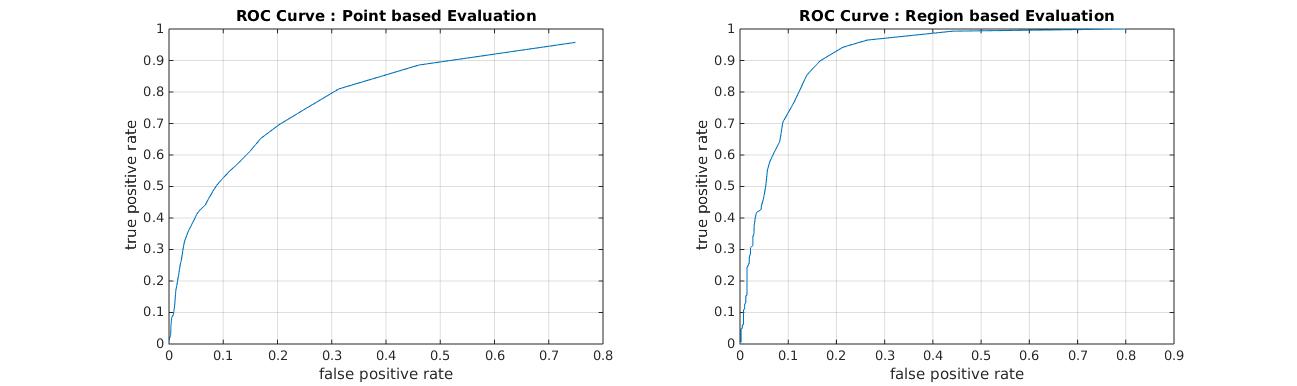 ROC Curve : Point based Evaluation
1
0.9
0.8
0.7
0.6
0.5
0.4
0.3
0.2
0.1
0
true positive rate
0 0.1 0.2 0.3 0.4 0.5 0.6 0.7 0.8
false positive rate
ROC Curve : Region based Evaluation
1
0.9
0.8
0.7
0.6
0.5
0.4
0.3
0.2
0.1
0
true positive rate
0 0.1 0.2 0.3 0.4 0.5 0.6 0.7 0.8 0.9
false positive rate